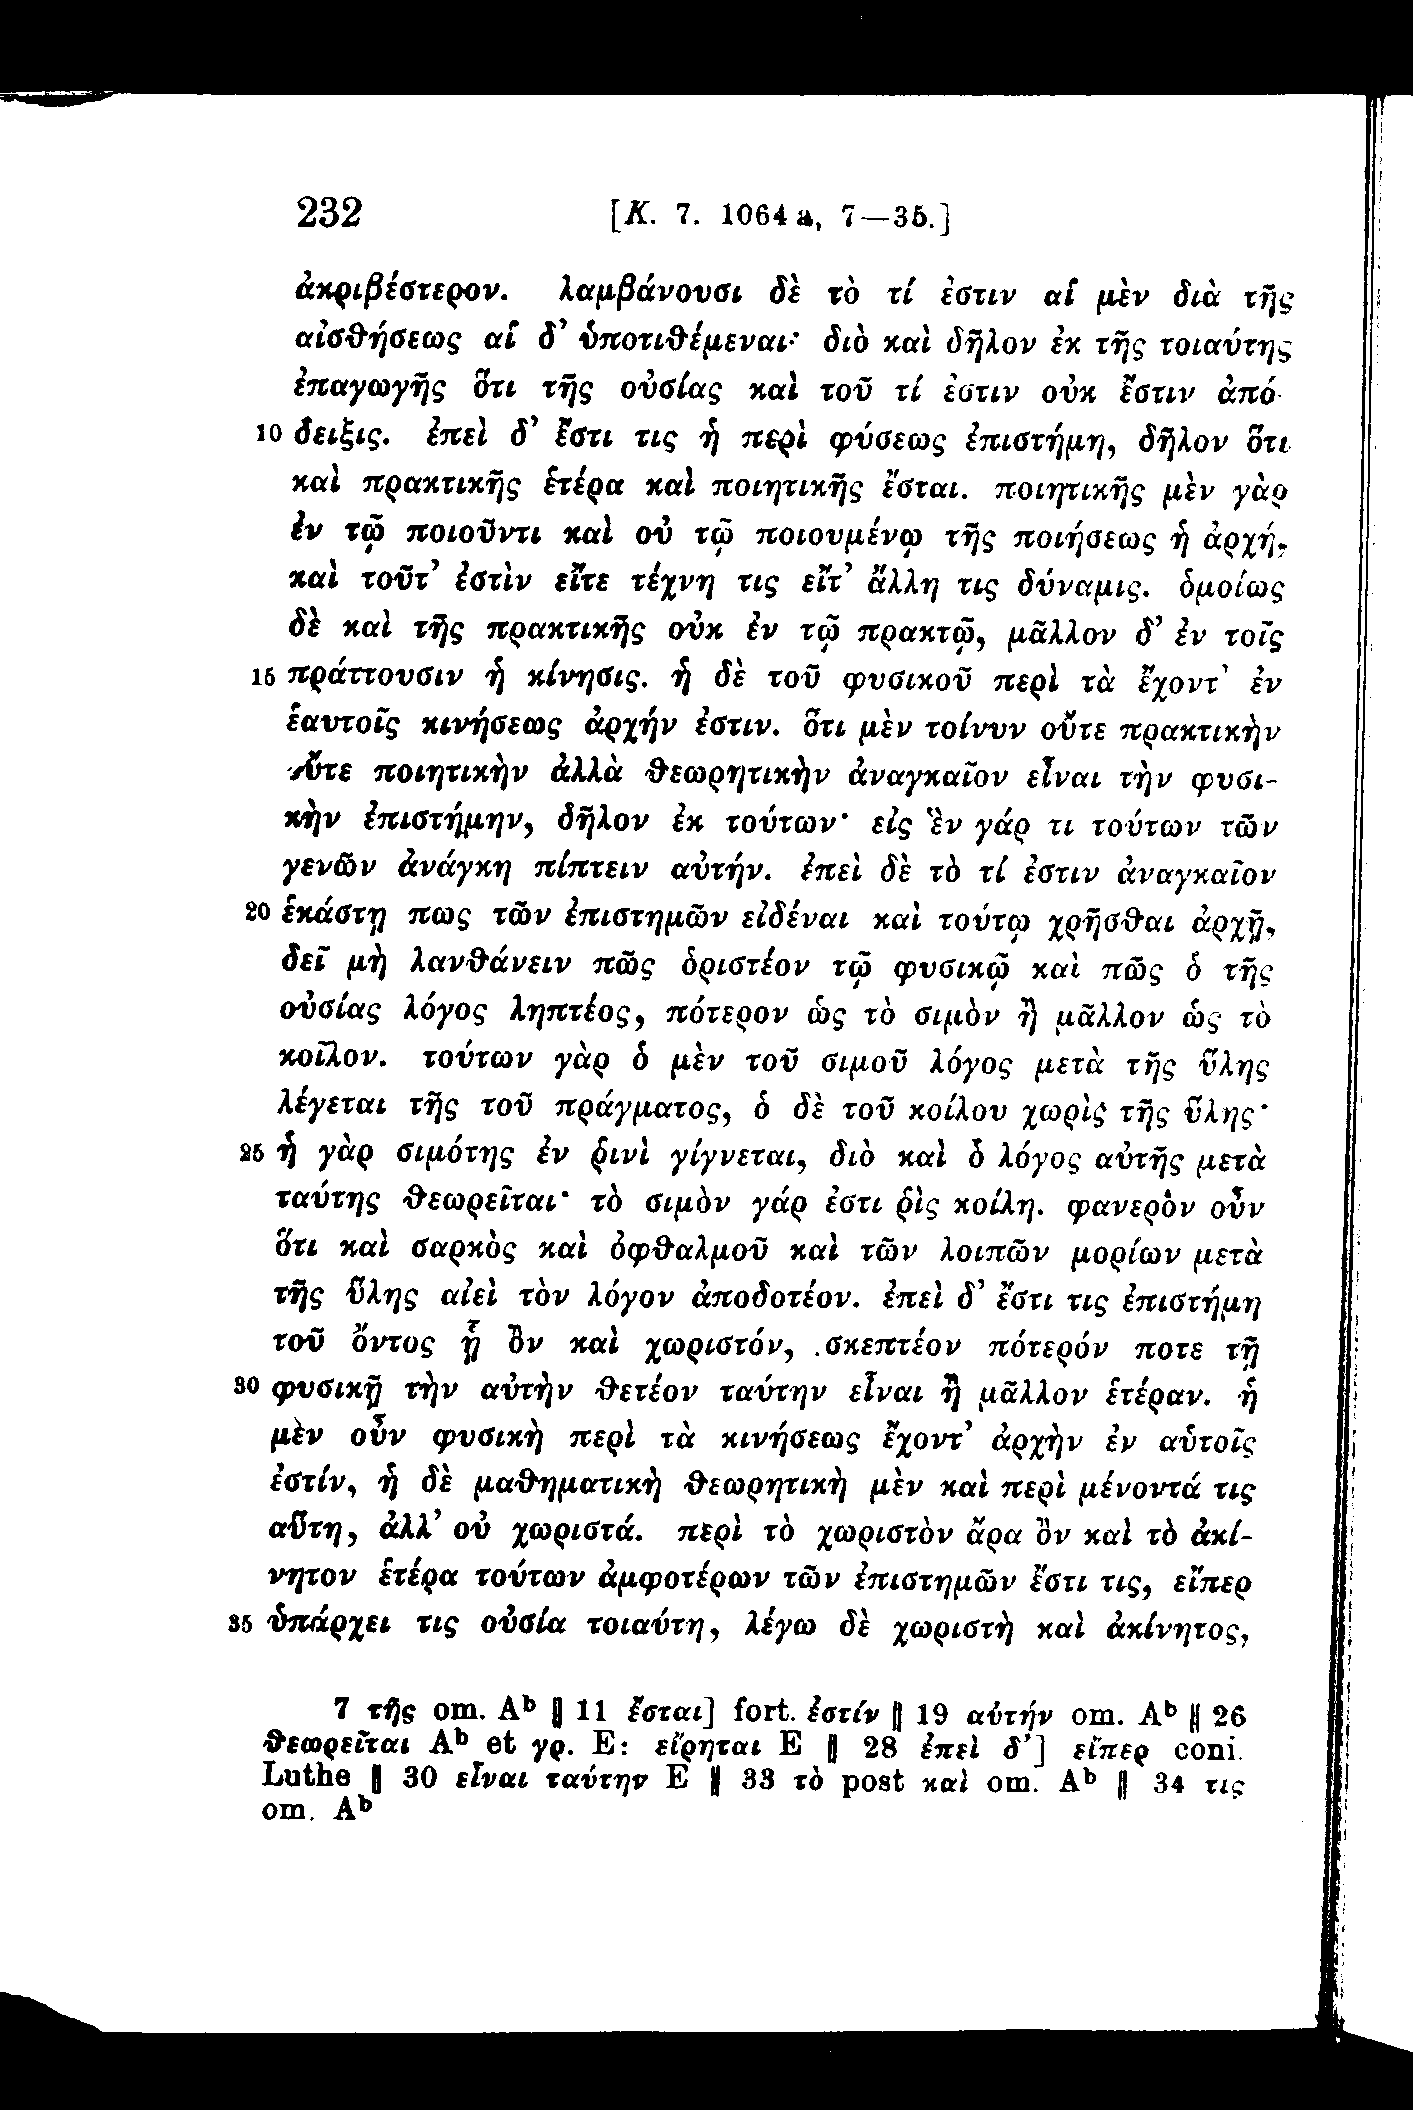 232 [K. 7. 1064 a, 7—35.]
ἀκριβέστερον. λαμβάνουσι δὲ τὸ τί ἐστιν αἱ μὲν διὰ τῆς
αἰσθήσεως αἱ δ’ ὑποτιθέμεναι· διὸ καὶ δῆλον ἐκ τῆς τοιαύτης
ἐπαγωγῆς ὅτι τῆς οὐσίας καὶ τοῦ τί ἐστιν οὐκ ἔστιν ἀπό-
10 δειξις. ἐπεὶ δ’ ἔστι τις ἡ περὶ φύσεως ἐπιστήμη, δῆλον ὅτι
καὶ πρακτικῆς ἑτέρα καὶ ποιητικῆς ἔσται. ποιητικῆς μὲν γὰρ
ἐν τῷ ποιοῦντι καὶ οὐ τῷ ποιουμένῳ τῆς ποιήσεως ἡ ἀρχή,
καὶ τοῦτ’ ἐστὶν εἴτε τέχνη τις εἴτ’ ἄλλη τις δύναμις. ὁμοίως
δὲ καὶ τῆς πρακτικῆς οὐκ ἐν τῷ πρακτῷ, μᾶλλον δ’ ἐν τοῖς
15 πράττουσιν ἡ κίνησις. ἡ δὲ τοῦ φυσικοῦ περὶ τὰ ἔχοντ’ ἐν
ἑαυτοῖς κινήσεως ἀρχήν ἐστιν. ὅτι μὲν τοίνυν οὔτε πρακτικὴν
οὔτε ποιητικὴν ἀλλὰ θεωρητικὴν ἀναγκαῖον εἶναι τὴν φυσι-
κὴν ἐπιστήμην, δῆλον ἐκ τούτων· εἰς ἓν γάρ τι τούτων τῶν
γενῶν ἀνάγκη πίπτειν αὐτήν. ἐπεὶ δὲ τὸ τί ἐστιν ἀναγκαῖον
20 ἑκάστῃ πως τῶν ἐπιστημῶν εἰδέναι καὶ τούτῳ χρῆσθαι ἀρχῇ,
δεῖ μὴ λανθάνειν πῶς ὁριστέον τῷ φυσικῷ καὶ πῶς ὁ τῆς
οὐσίας λόγος ληπτέος, πότερον ὡς τὸ σιμὸν ἢ μᾶλλον ὡς τὸ
κοῖλον. τούτων γὰρ ὁ μὲν τοῦ σιμοῦ λόγος μετὰ τῆς ὕλης
λέγεται τῆς τοῦ πράγματος, ὁ δὲ τοῦ κοίλου χωρὶς τῆς ὕλης·
25 ἡ γὰρ σιμότης ἐν ῥινὶ γίγνεται, διὸ καὶ ὁ λόγος αὐτῆς μετὰ
ταύτης θεωρεῖται· τὸ σιμὸν γάρ ἐστι ῥὶς κοίλη. φανερὸν οὖν
ὅτι καὶ σαρκὸς καὶ ὀφθαλμοῦ καὶ τῶν λοιπῶν μορίων μετὰ
τῆς ὕλης αἰεὶ τὸν λόγον ἀποδοτέον. ἐπεὶ δ’ ἔστι τις ἐπιστήμη
τοῦ ὄντος ᾗ ὂν καὶ χωριστόν, σκεπτέον πότερόν ποτε τῇ
30 φυσικῇ τὴν αὐτὴν θετέον ταύτην εἶναι ἢ μᾶλλον ἑτέραν. ἡ
μὲν οὖν φυσικὴ περὶ τὰ κινήσεως ἔχοντ’ ἀρχὴν ἐν αὑτοῖς
ἐστίν, ἡ δὲ μαθηματικὴ θεωρητικὴ μὲν καὶ περὶ μένοντά τις
αὕτη, ἀλλ’ οὐ χωριστά. περὶ τὸ χωριστὸν ἄρα ὂν καὶ τὸ ἀκί-
νητον ἑτέρα τούτων ἀμφοτέρων τῶν ἐπιστημῶν ἔστι τις, εἴπερ
35 ὑπάρχει τις οὐσία τοιαύτη, λέγω δὲ χωριστὴ καὶ ἀκίνητος,
7 τῆς om. Aᵇ ‖ 11 ἔσται] fort. ἐστίν ‖ 19 αὐτήν om. Aᵇ ‖ 26
θεωρεῖται Aᵇ et γρ. E: εἴρηται E ‖ 28 ἐπεὶ δ’] εἴπερ coni.
Luthe ‖ 30 εἶναι ταύτην E ‖ 33 τὸ post καὶ om. Aᵇ ‖ 34 τις
om. Aᵇ